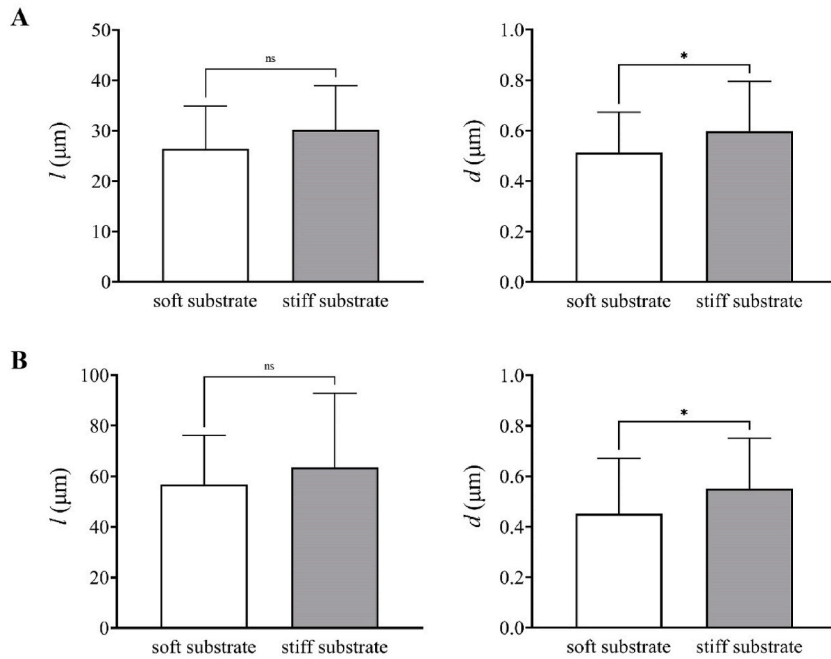 A
50
40
30
20
10
0
l (μm)
ns
soft substrate
stiff substrate
1.0
0.8
0.6
0.4
0.2
0.0
d (μm)
*
soft substrate
stiff substrate
B
100
80
60
40
20
0
l (μm)
ns
soft substrate
stiff substrate
1.0
0.8
0.6
0.4
0.2
0.0
d (μm)
*
soft substrate
stiff substrate